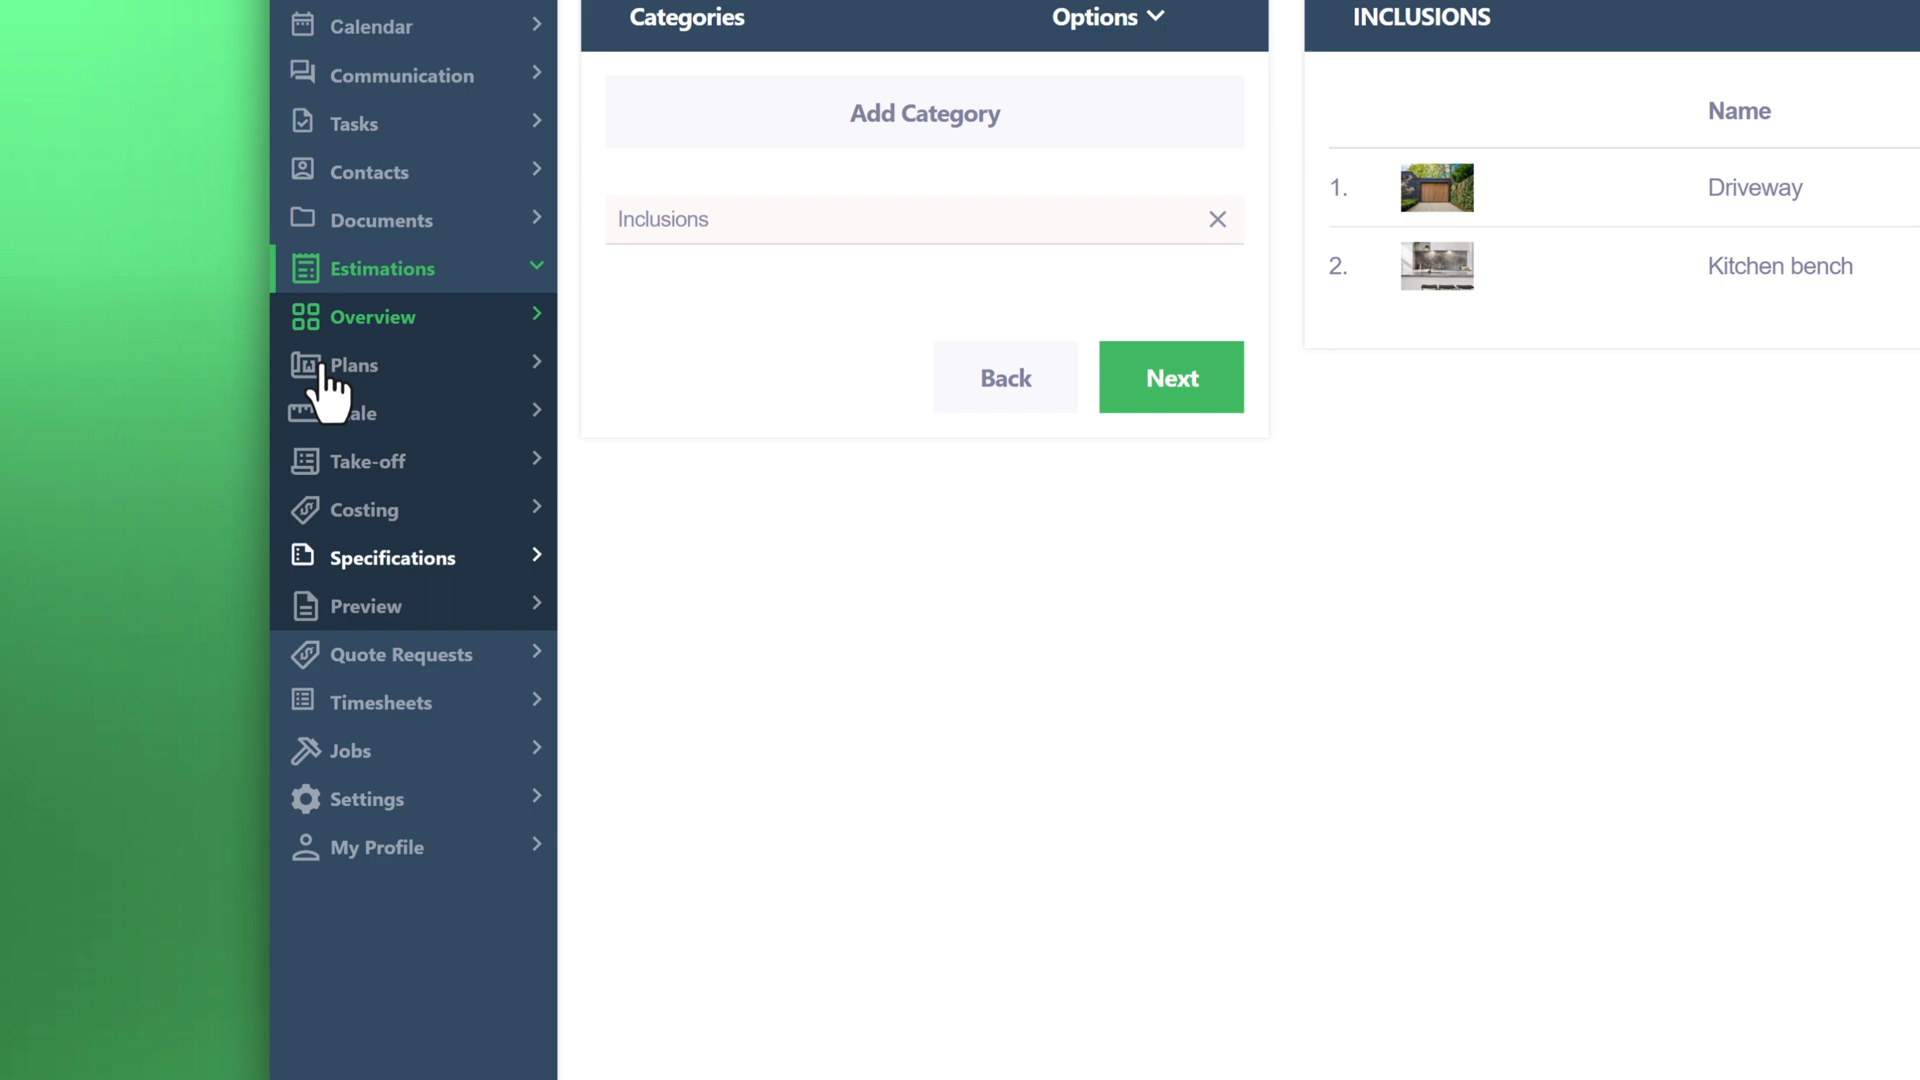 Calendar
Communication
Tasks
Contacts
Documents
Estimations
Overview
Plans
ale
Take-off
Costing
Specifications
Preview
Quote Requests
Timesheets
Jobs
Settings
My Profile
Categories
Options
Add Category
Inclusions
Back
Next
INCLUSIONS
Name
1.
Driveway
2.
Kitchen bench